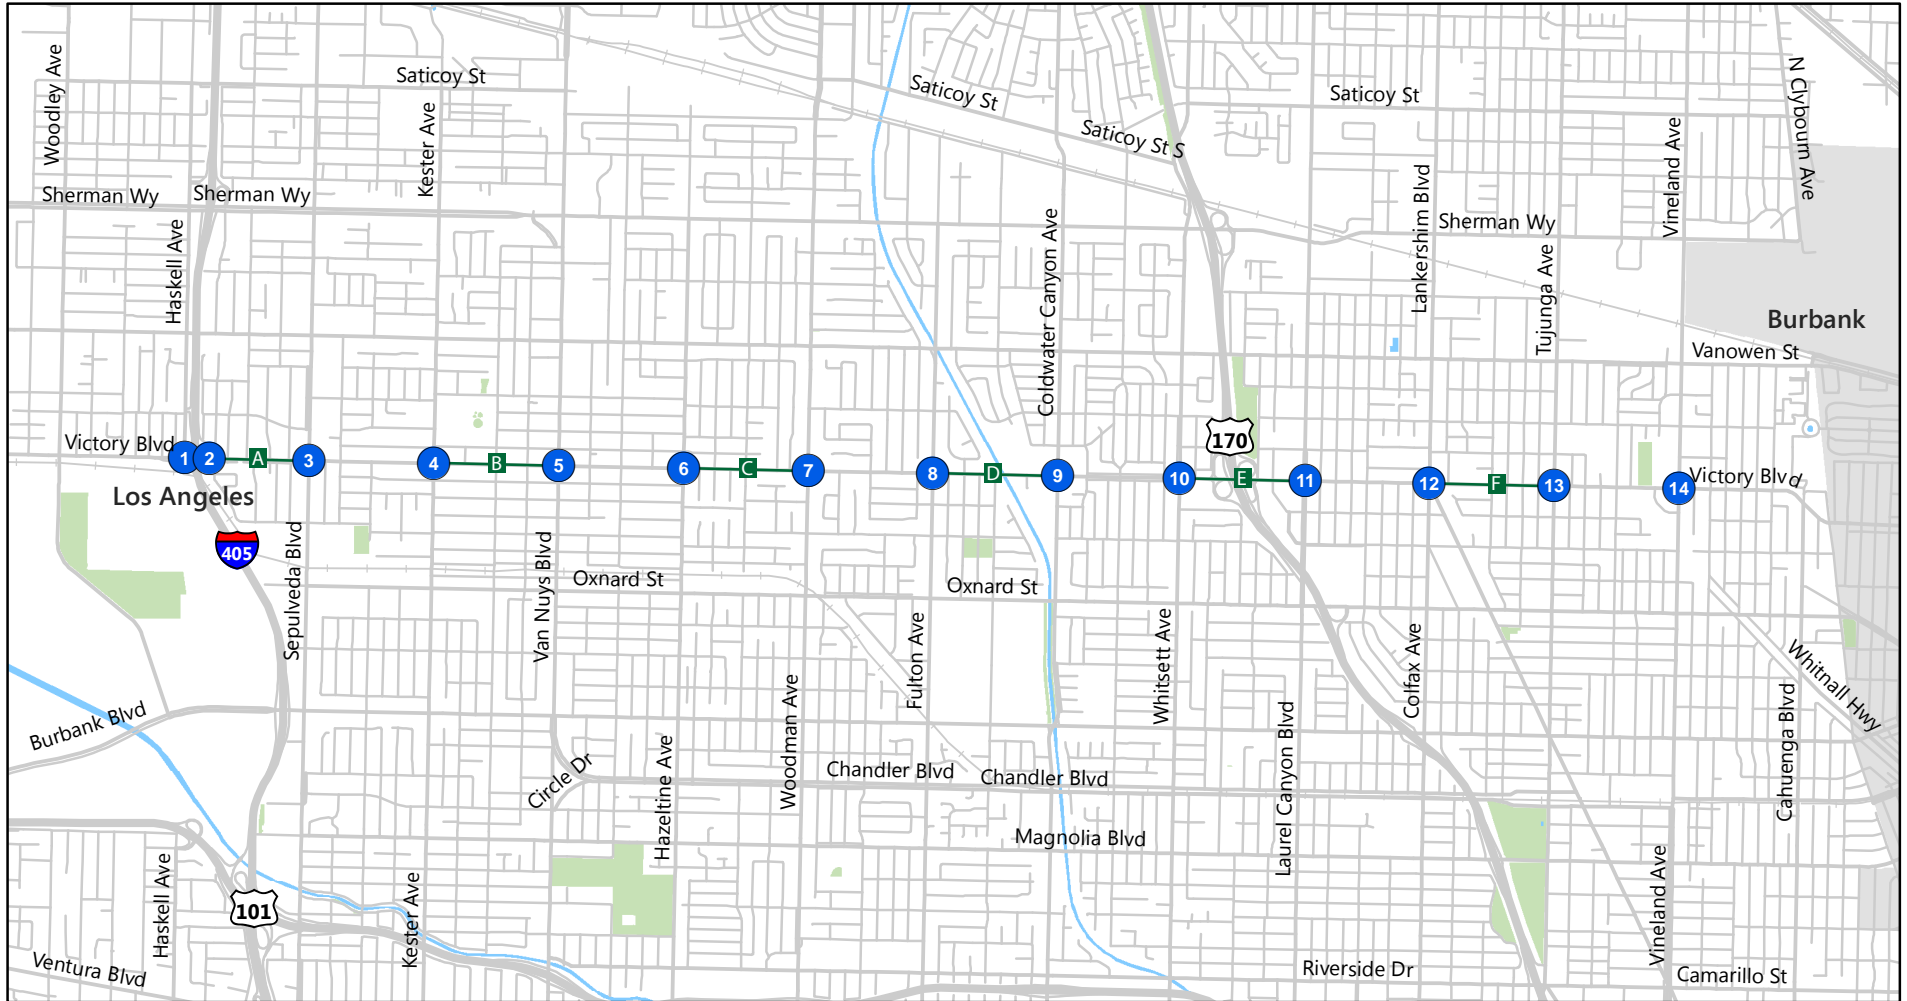 Woodley Ave
Saticoy St
Kester Ave
Saticoy St
Saticoy St S
Saticoy St
N Clybourn Ave
Vineland Ave
Sherman Wy
Sherman Wy
Haskell Ave
Coldwater Canyon Ave
Lankershim Blvd
Sherman Wy
Tujunga Ave
Burbank
Vanowen St
Victory Blvd
1
2
A
3
4
B
5
6
C
7
8
D
9
10
170
E
11
12
F
13
14
Victory Blvd
Los Angeles
405
Sepulveda Blvd
Van Nuys Blvd
Oxnard St
Oxnard St
Fulton Ave
Whitsett Ave
Colfax Ave
Whitnall Hwy
Burbank Blvd
Circle Dr
Hazeltine Ave
Woodman Ave
Chandler Blvd
Chandler Blvd
Laurel Canyon Blvd
Cahuenga Blvd
Magnolia Blvd
Haskell Ave
101
Kester Ave
Vineland Ave
Ventura Blvd
Riverside Dr
Camarillo St